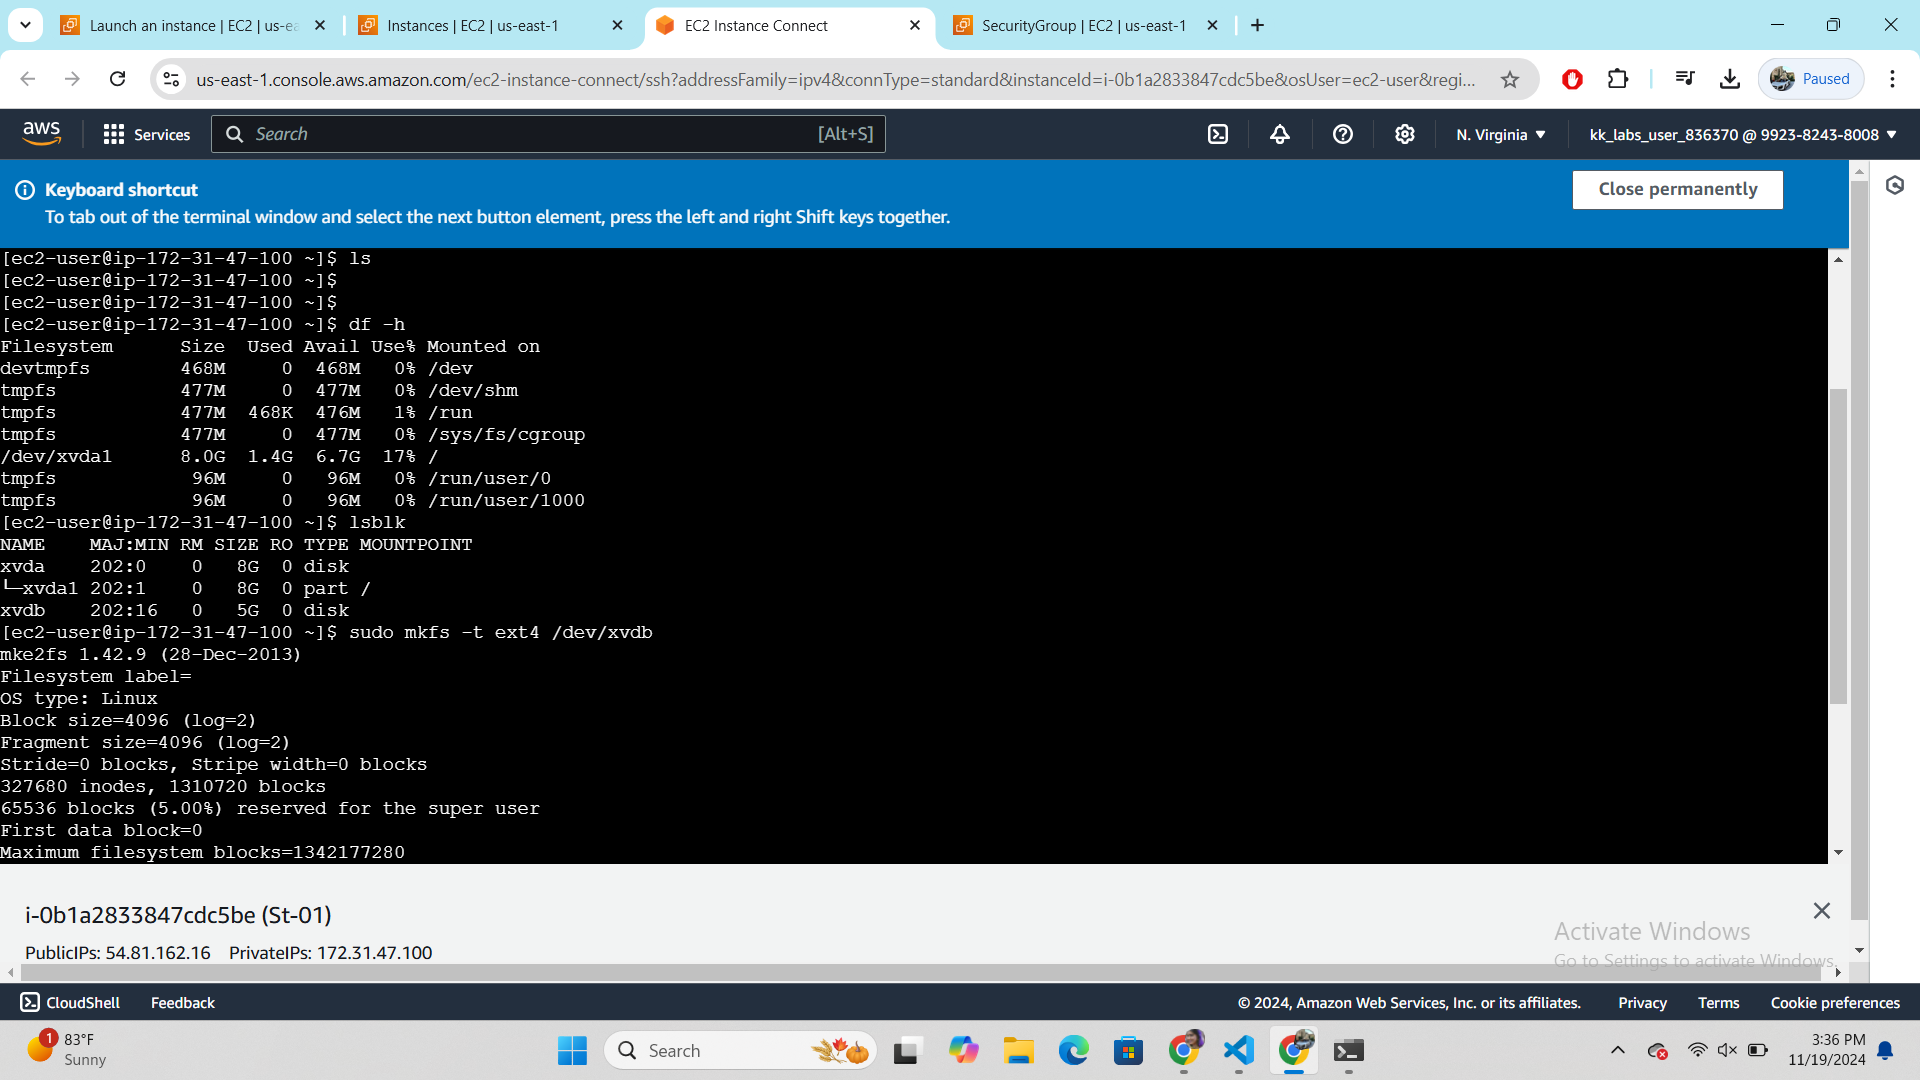 Launch an instance | EC2 | us-ea
Instances | EC2 | us-east-1
EC2 Instance Connect
SecurityGroup | EC2 | us-east-1
us-east-1.console.aws.amazon.com/ec2-instance-connect/ssh?addressFamily=ipv4&connType=standard&instanceId=i-0b1a2833847cdc5be&osUser=ec2-user&regi...
Paused
aws
Services
Search
[Alt+S]
N. Virginia
kk_labs_user_836370 @ 9923-8243-8008
Keyboard shortcut
To tab out of the terminal window and select the next button element, press the left and right Shift keys together.
Close permanently
[ec2-user@ip-172-31-47-100 ~]$ ls
[ec2-user@ip-172-31-47-100 ~]$
[ec2-user@ip-172-31-47-100 ~]$
[ec2-user@ip-172-31-47-100 ~]$ df -h
Filesystem      Size  Used Avail Use% Mounted on
devtmpfs        468M     0  468M   0% /dev
tmpfs           477M     0  477M   0% /dev/shm
tmpfs           477M  468K  476M   1% /run
tmpfs           477M     0  477M   0% /sys/fs/cgroup
/dev/xvda1      8.0G  1.4G  6.7G  17% /
tmpfs            96M     0   96M   0% /run/user/0
tmpfs            96M     0   96M   0% /run/user/1000
[ec2-user@ip-172-31-47-100 ~]$ lsblk
NAME    MAJ:MIN RM SIZE RO TYPE MOUNTPOINT
xvda    202:0    0   8G  0 disk
└─xvda1 202:1    0   8G  0 part /
xvdb    202:16   0   5G  0 disk
[ec2-user@ip-172-31-47-100 ~]$ sudo mkfs -t ext4 /dev/xvdb
mke2fs 1.42.9 (28-Dec-2013)
Filesystem label=
OS type: Linux
Block size=4096 (log=2)
Fragment size=4096 (log=2)
Stride=0 blocks, Stripe width=0 blocks
327680 inodes, 1310720 blocks
65536 blocks (5.00%) reserved for the super user
First data block=0
Maximum filesystem blocks=1342177280
i-0b1a2833847cdc5be (St-01)
PublicIPs: 54.81.162.16 PrivateIPs: 172.31.47.100
Activate Windows
Go to Settings to activate Windows.
CloudShell
Feedback
© 2024, Amazon Web Services, Inc. or its affiliates.
Privacy
Terms
Cookie preferences
1
83°F
Sunny
Search
3:36 PM
11/19/2024